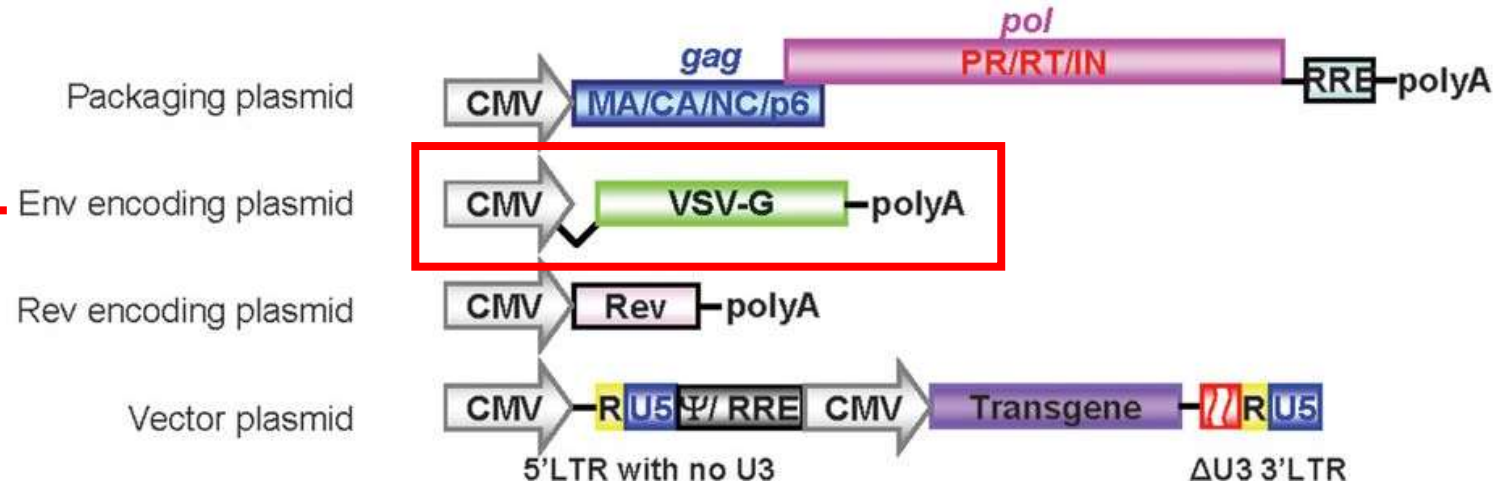 gag
pol
Packaging plasmid CMV MA/CA/NC/p6 PR/RT/IN RRE polyA
Env encoding plasmid CMV VSV-G polyA
Rev encoding plasmid CMV Rev polyA
Vector plasmid CMV R U5 Ψ/ RRE CMV Transgene R U5
5'LTR with no U3 ΔU3 3'LTR